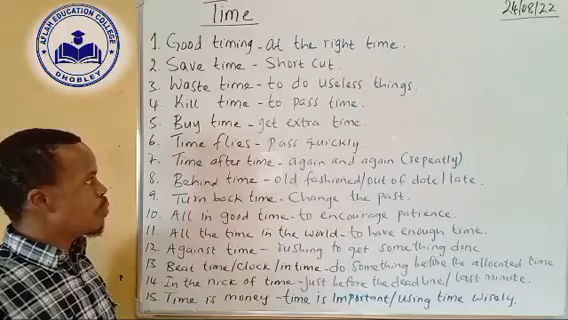 Time
24/08/22
AFLAH EDUCATION COLLEGE
DHOBLEY
1. Good timing - at the right time.
2. Save time - Short cut.
3. Waste time - to do useless things.
4. Kill time - to pass time.
5. Buy time - get extra time.
6. Time flies - pass quickly
7. Time after time - again and again (repeatly)
8. Behind time - old fashioned/out of date/late.
9. Turn back time - Change the past.
10. All in good time - to encourage patience.
11. All the time in the world - to have enough time.
12. Against time - rushing to get something done
13 Beat time/clock/in time - do something before the allocated time
14 In the nick of time - just before the deadline/last minute.
15. Time is money - time is important/using time wisely.